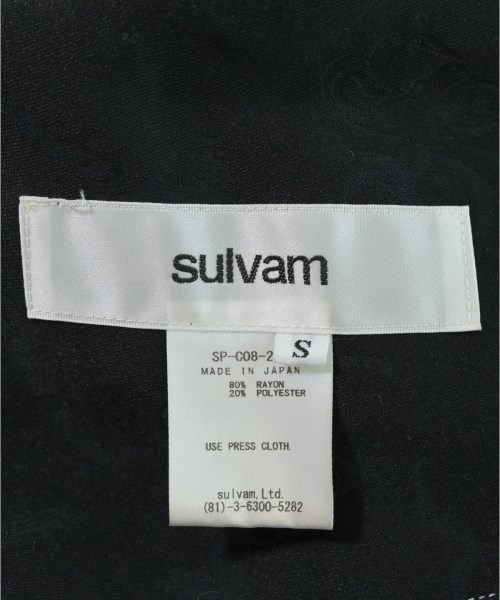 sulvam
S
SP-C08-2
MADE IN JAPAN
80% RAYON
20% POLYESTER
USE PRESS CLOTH.
sulvam.Ltd.
(81)-3-6300-5282